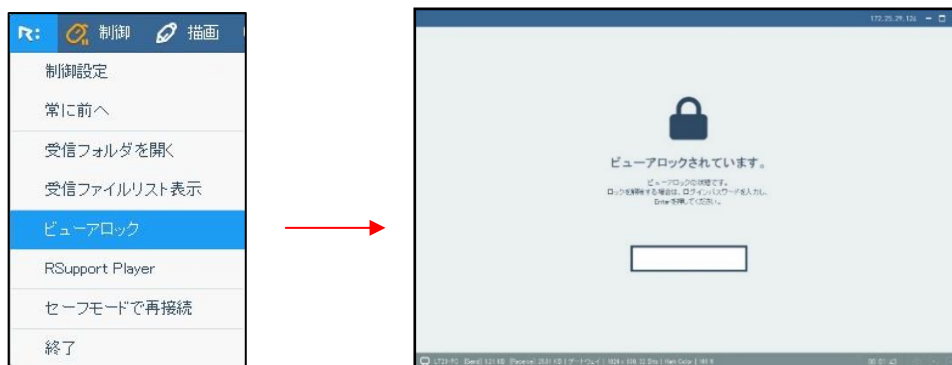 R: 制御 描画
制御設定
常に前へ
受信フォルダを開く
受信ファイルリスト表示
ビューアロック
RSupport Player
セーフモードで再接続
終了
ビューアロックされています。
ビューアロックの状態です。
ロックを解除する場合は、ログインパスワードを入力し、
Enterを押してください。